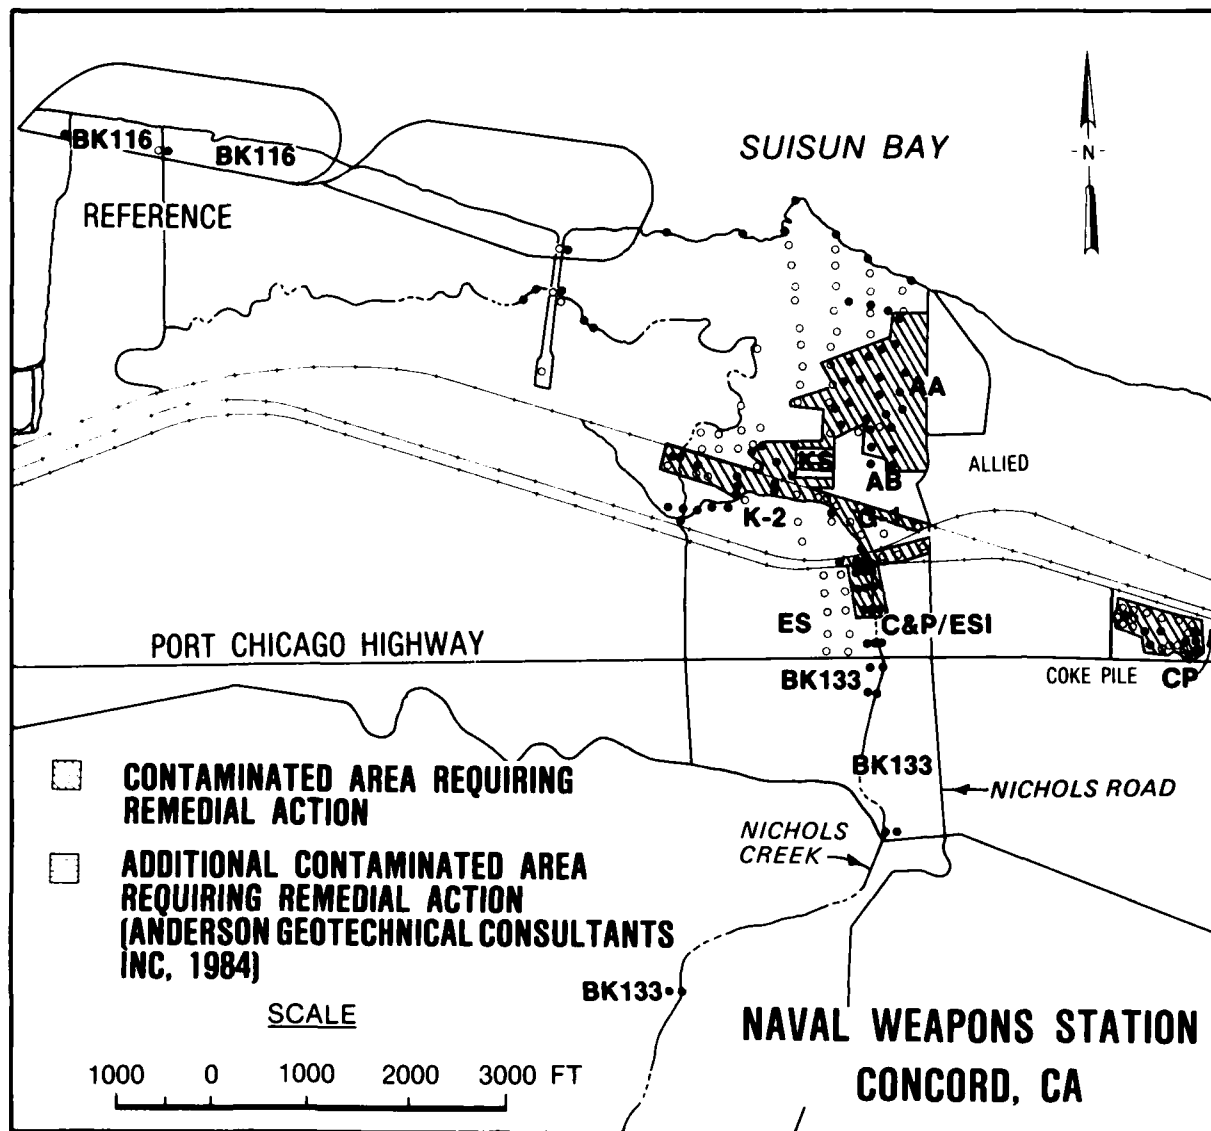 SUISUN BAY
N
BK116
BK116
REFERENCE
AA
ALLIED
KS
AB
K-2
G-1
ES
C&P/ESI
PORT CHICAGO HIGHWAY
BK133
COKE PILE
CP
BK133
NICHOLS ROAD
NICHOLS
CREEK
CONTAMINATED AREA REQUIRING
REMEDIAL ACTION
ADDITIONAL CONTAMINATED AREA
REQUIRING REMEDIAL ACTION
(ANDERSON GEOTECHNICAL CONSULTANTS
INC, 1984)
BK133
SCALE
1000 0 1000 2000 3000 FT
NAVAL WEAPONS STATION
CONCORD, CA